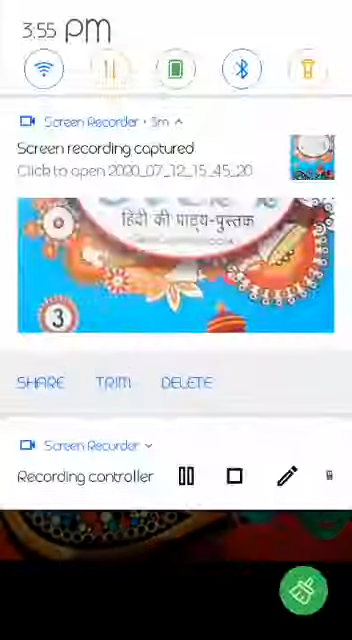 3:55 pm
Screen Recorder • 3m
Screen recording captured
Click to open 2020_07_12_15_45_20
हिंदी की पाठ्य-पुस्तक
3
SHARE TRIM DELETE
Screen Recorder
Recording controller